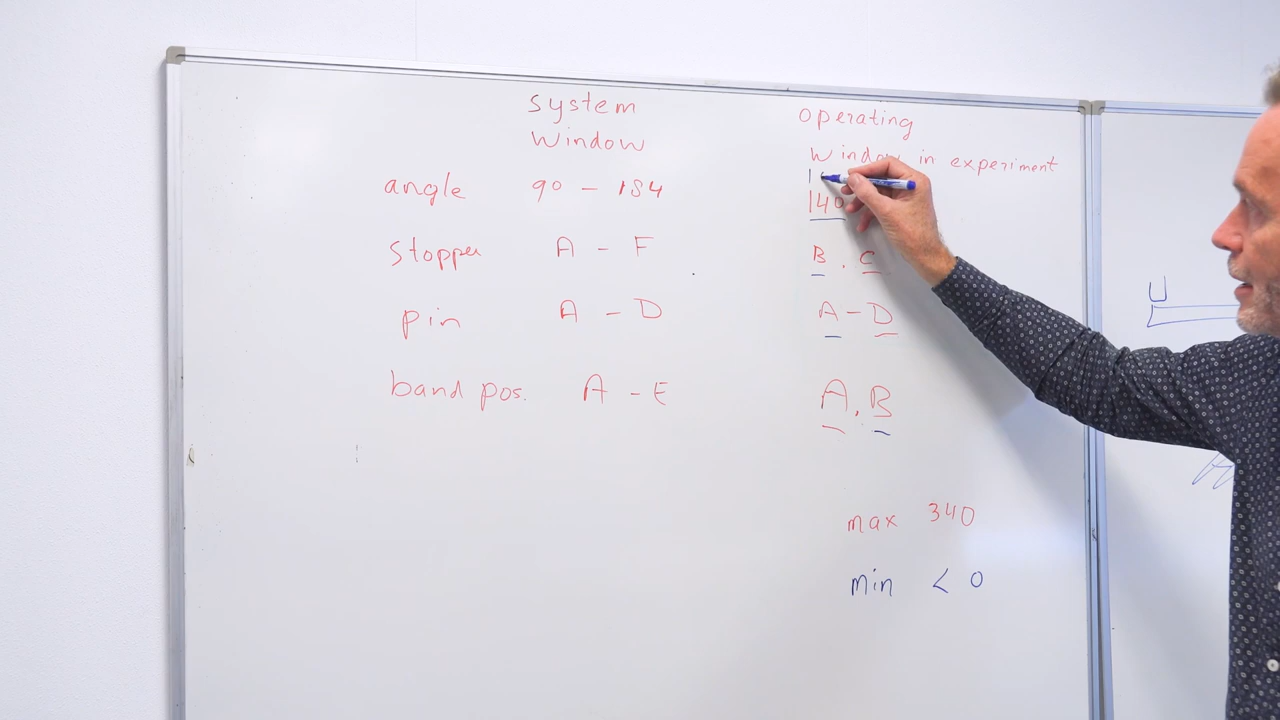 System
Window
operating
Window in experiment
angle 90 - 184
140
stopper A - F
B . C
pin A - D
A - D
band pos. A - E
A . B
max 340
min < 0